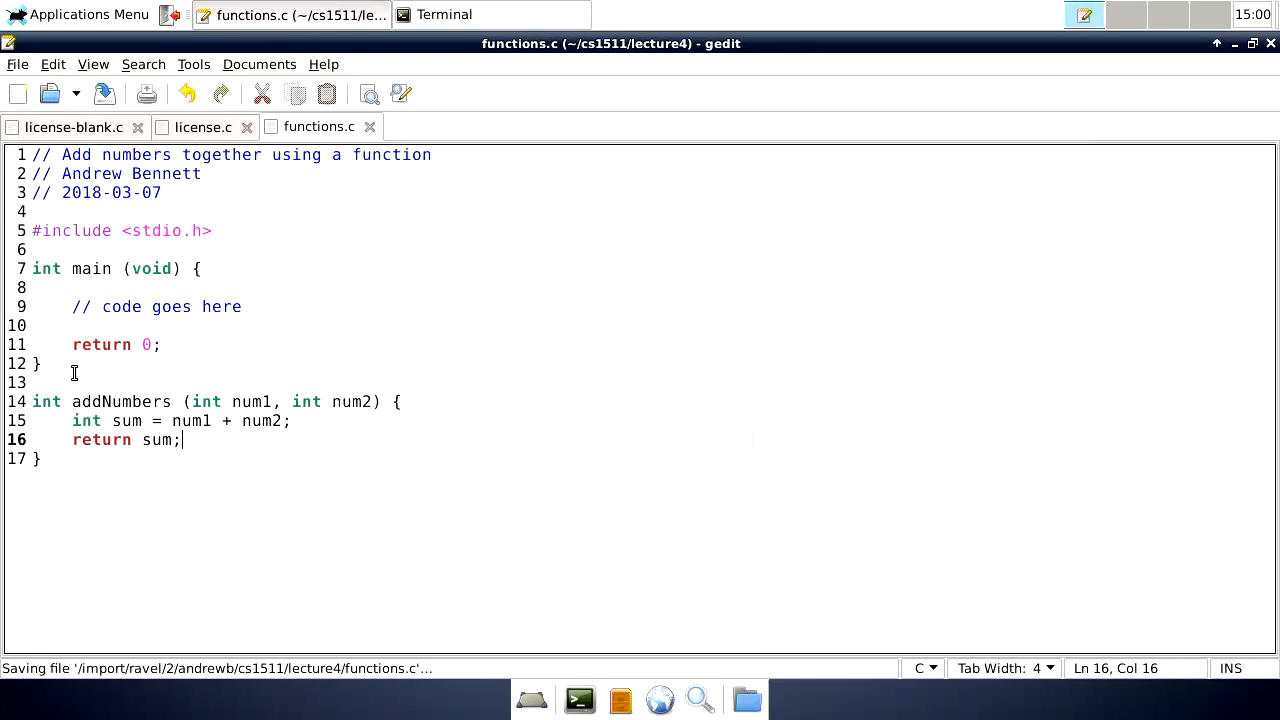 Applications Menu functions.c (~/cs1511/le... Terminal 15:00
functions.c (~/cs1511/lecture4) - gedit
File Edit View Search Tools Documents Help
license-blank.c license.c functions.c
1 // Add numbers together using a function
2 // Andrew Bennett
3 // 2018-03-07
4
5 #include <stdio.h>
6
7 int main (void) {
8
9     // code goes here
10
11     return 0;
12 }
13
14 int addNumbers (int num1, int num2) {
15     int sum = num1 + num2;
16     return sum;
17 }
Saving file '/import/ravel/2/andrewb/cs1511/lecture4/functions.c'... C Tab Width: 4 Ln 16, Col 16 INS